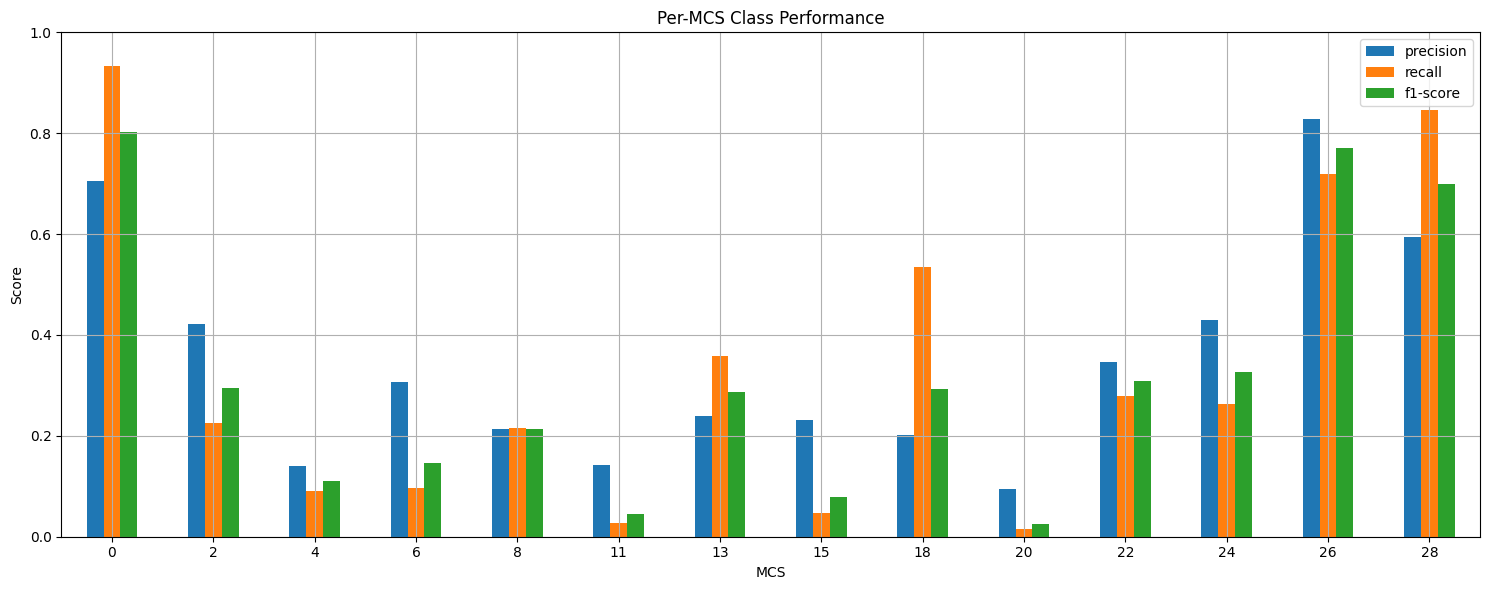 Per-MCS Class Performance
1.0
0.8
0.6
0.4
0.2
0.0
Score
precision
recall
f1-score
0 2 4 6 8 11 13 15 18 20 22 24 26 28
MCS